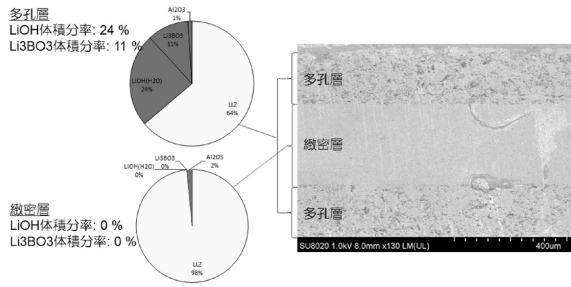 多孔層
LiOH体積分率: 24 %
Li3BO3体積分率: 11 %
Al2O3
1%
Li3BO3
11%
LiOH(H2O)
24%
LLZ
64%
緻密層
LiOH体積分率: 0 %
Li3BO3体積分率: 0 %
LiOH(H2O)
0%
Li3BO3
0%
Al2O3
2%
LLZ
98%
多孔層
緻密層
多孔層
SU8020 1.0kV 8.0mm x130 LM(UL)
400um